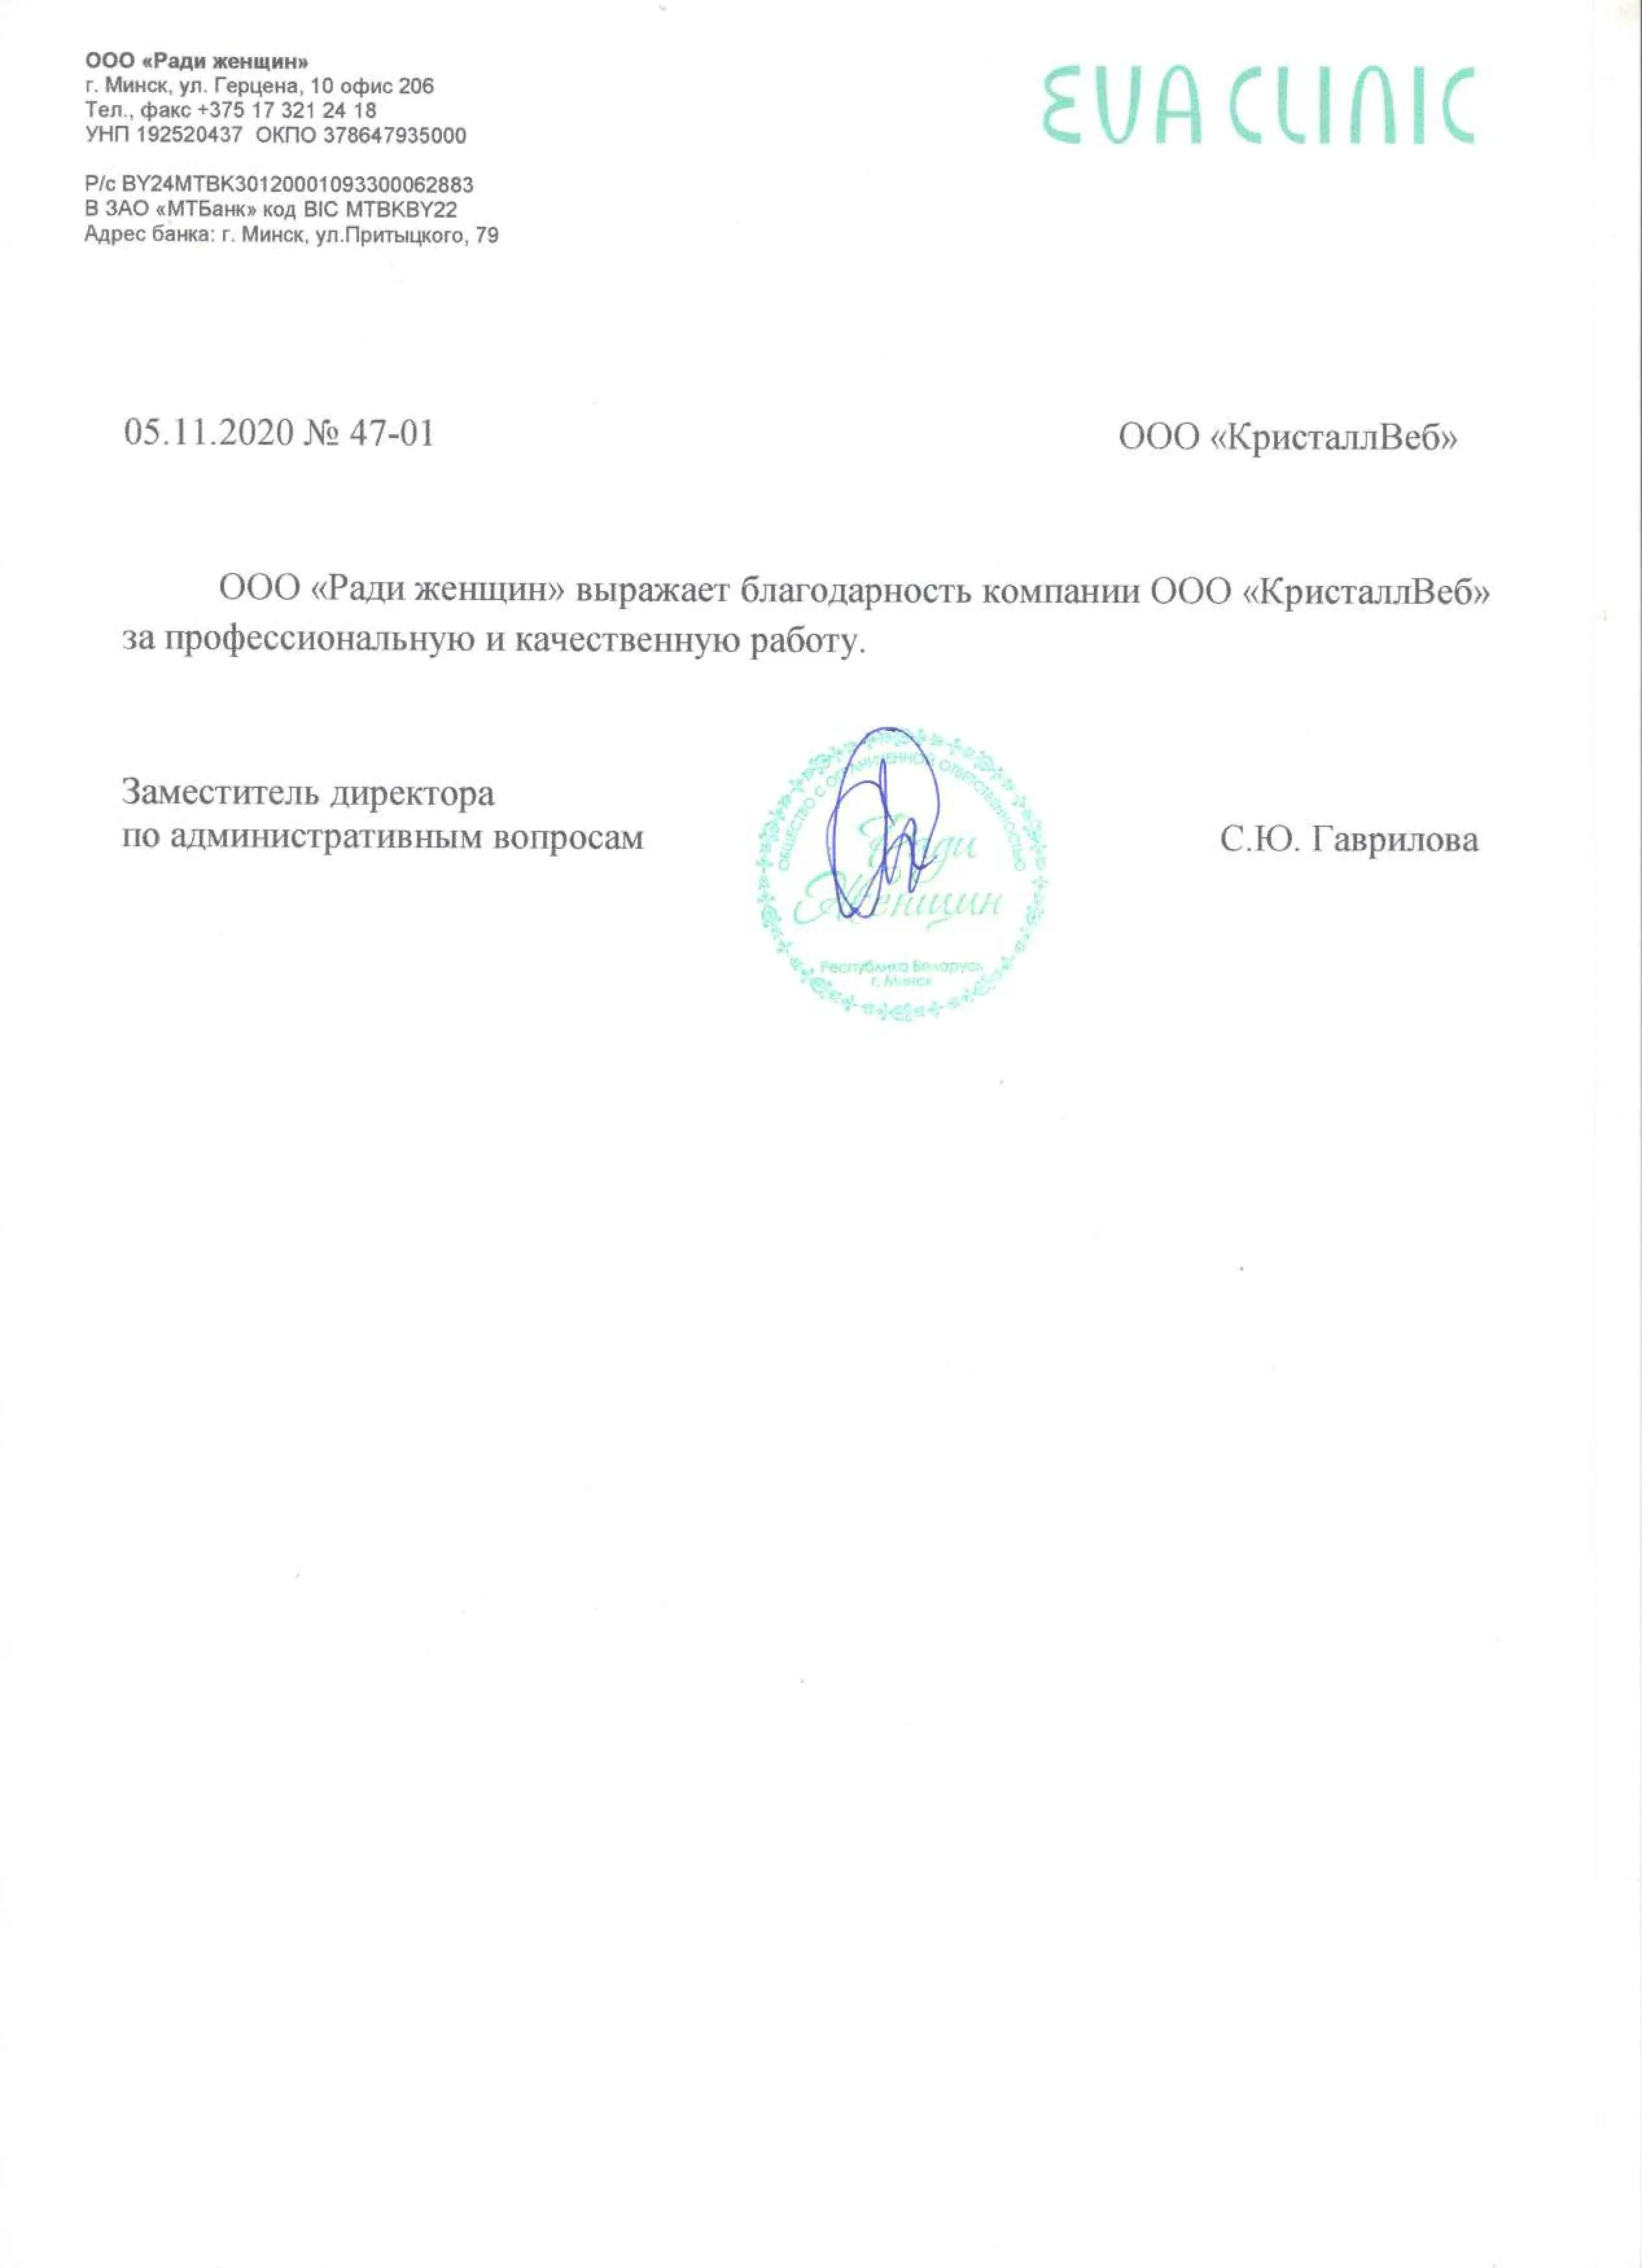 ООО «Ради женщин»
г. Минск, ул. Герцена, 10 офис 206
Тел., факс +375 17 321 24 18
УНП 192520437 ОКПО 378647935000
Р/с BY24MTBK30120001093300062883
В ЗАО «МТБанк» код BIC MTBKBY22
Адрес банка: г. Минск, ул.Притыцкого, 79
EVA CLINIC
05.11.2020 № 47-01
ООО «КристаллВеб»
ООО «Ради женщин» выражает благодарность компании ООО «КристаллВеб»
за профессиональную и качественную работу.
Заместитель директора
по административным вопросам
ОБЩЕСТВО С ОГРАНИЧЕННОЙ ОТВЕТСТВЕННОСТЬЮ
Ради
Женщин
Республика Беларусь
г. Минск
С.Ю. Гаврилова